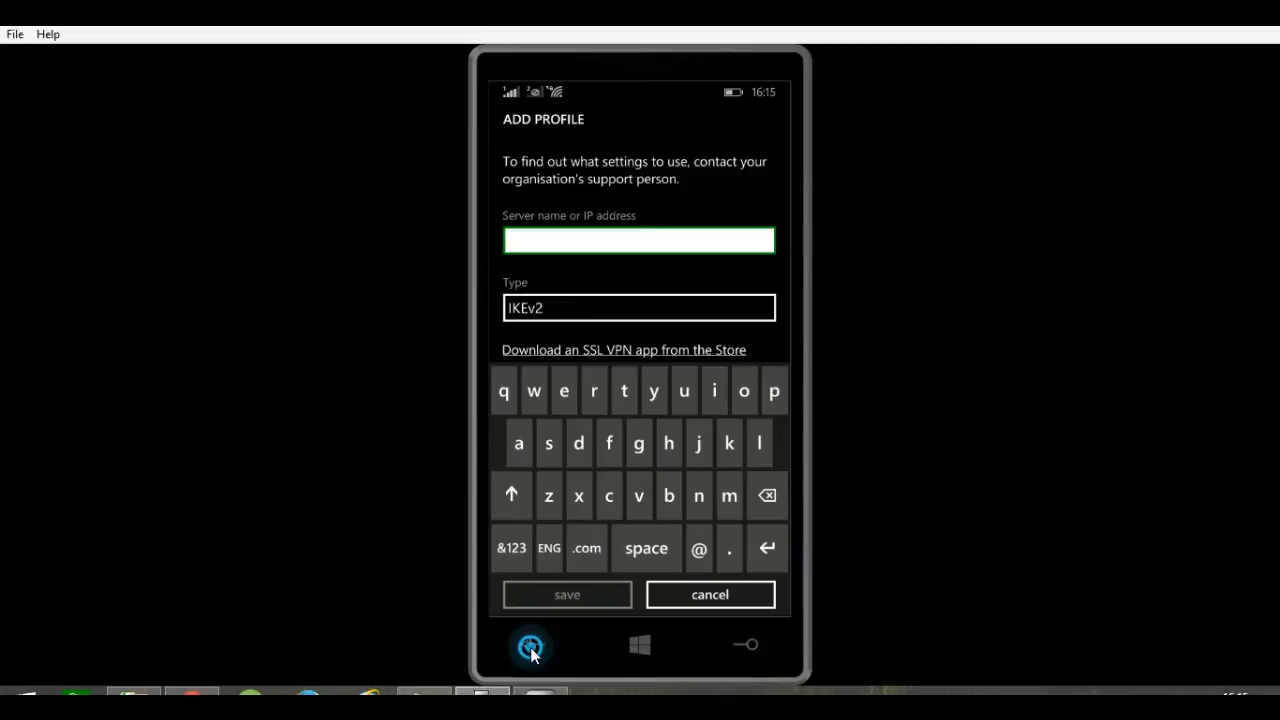 File Help
16:15
ADD PROFILE
To find out what settings to use, contact your
organisation's support person.
Server name or IP address
Type
IKEv2
Download an SSL VPN app from the Store
q w e r t y u i o p
a s d f g h j k l
z x c v b n m
&123 ENG .com space @ .
save cancel